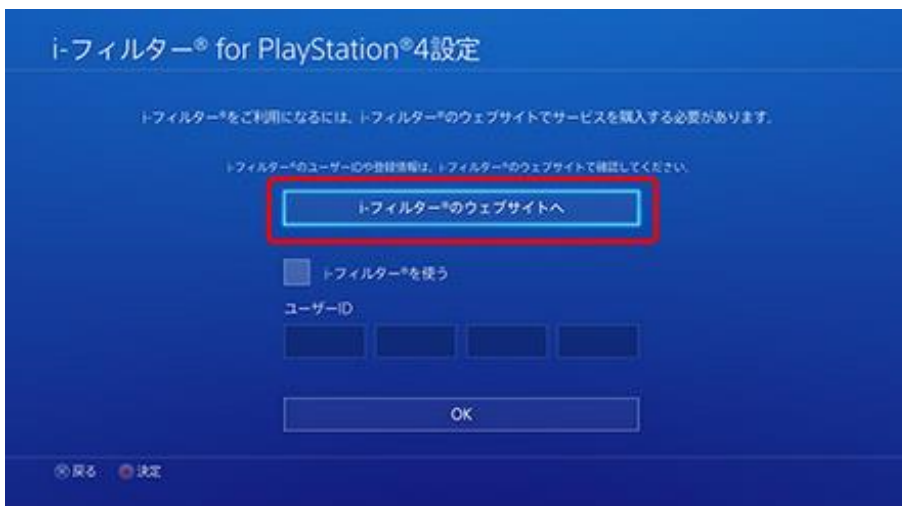 i-フィルター® for PlayStation®4設定
i-フィルター®をご利用になるには、i-フィルター®のウェブサイトでサービスを購入する必要があります。
i-フィルター®のユーザーIDや登録情報は、i-フィルター®のウェブサイトで確認してください。
i-フィルター®のウェブサイトへ
i-フィルター®を使う
ユーザーID
OK
戻る 決定